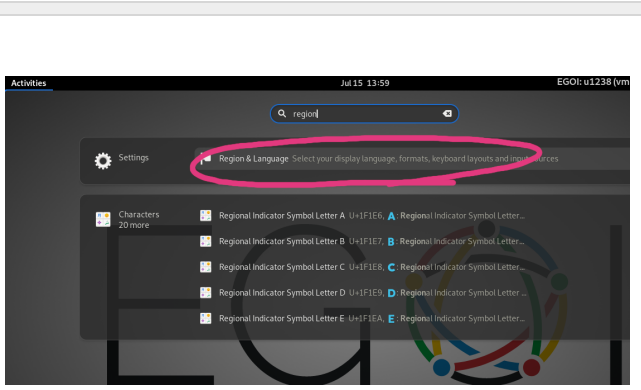 Activities
Jul 15 13:59
EGOI: u1238 (vm
region
Settings
Region & Language Select your display language, formats, keyboard layouts and input sources
Characters
20 more
Regional Indicator Symbol Letter A U+1F1E6, A: Regional Indicator Symbol Letter...
Regional Indicator Symbol Letter B U+1F1E7, B: Regional Indicator Symbol Letter...
Regional Indicator Symbol Letter C U+1F1E8, C: Regional Indicator Symbol Letter...
Regional Indicator Symbol Letter D U+1F1E9, D: Regional Indicator Symbol Letter ...
Regional Indicator Symbol Letter E U+1F1EA, E: Regional Indicator Symbol Letter...
EGOI